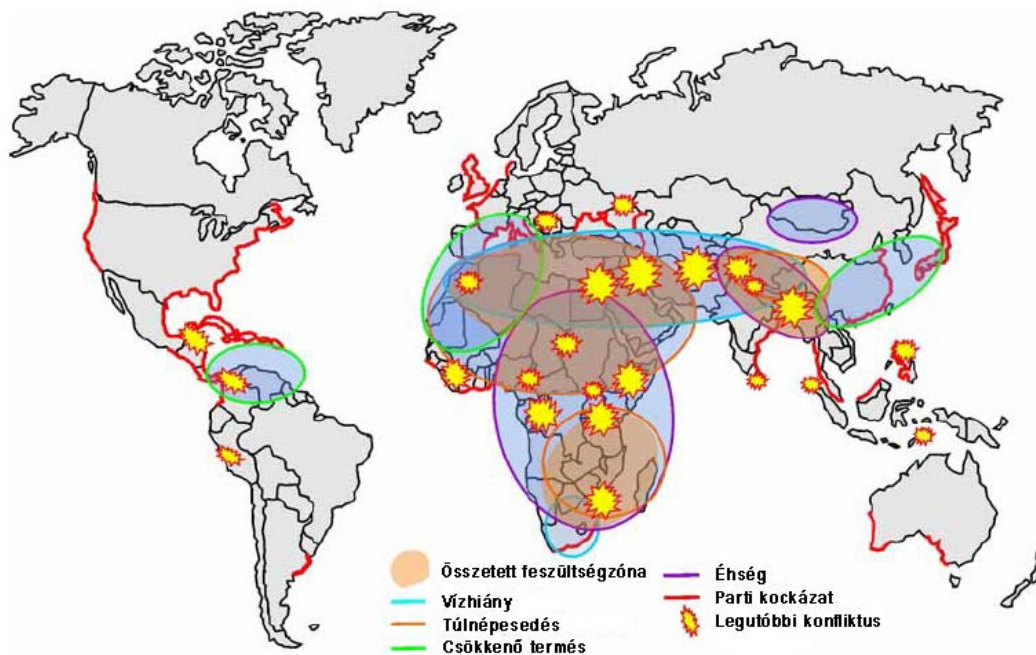 Összetett feszültségzóna
Vízhiány
Túlnépesedés
Csökkenő termés
Éhség
Parti kockázat
Legutóbbi konfliktus